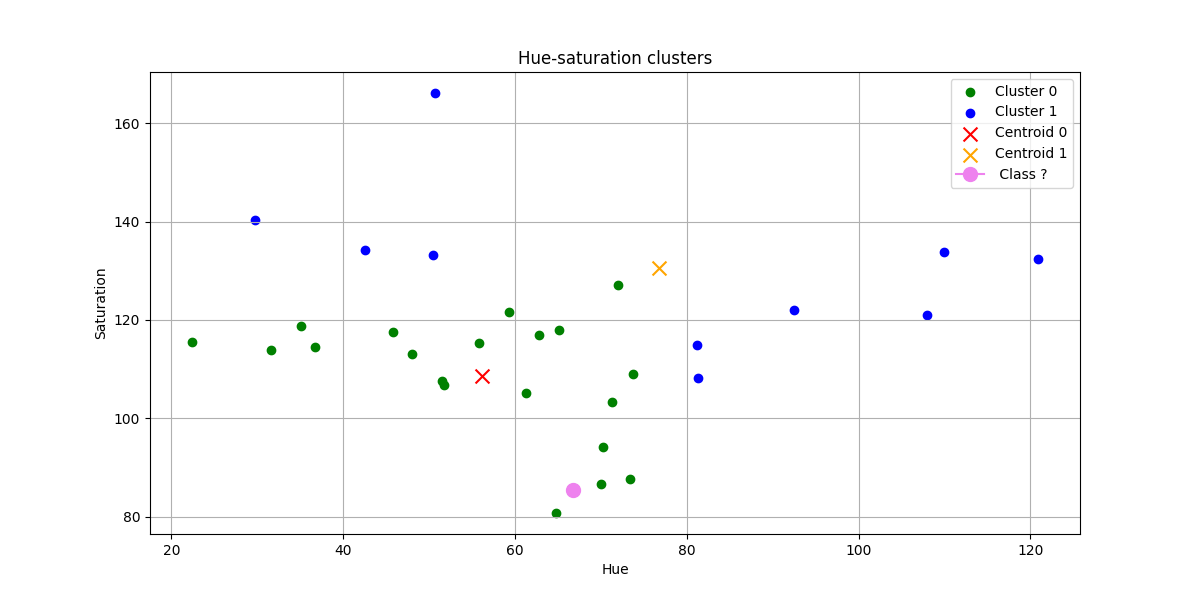 Hue-saturation clusters
Cluster 0
Cluster 1
Centroid 0
Centroid 1
Class ?
Saturation
160
140
120
100
80
20 40 60 80 100 120
Hue